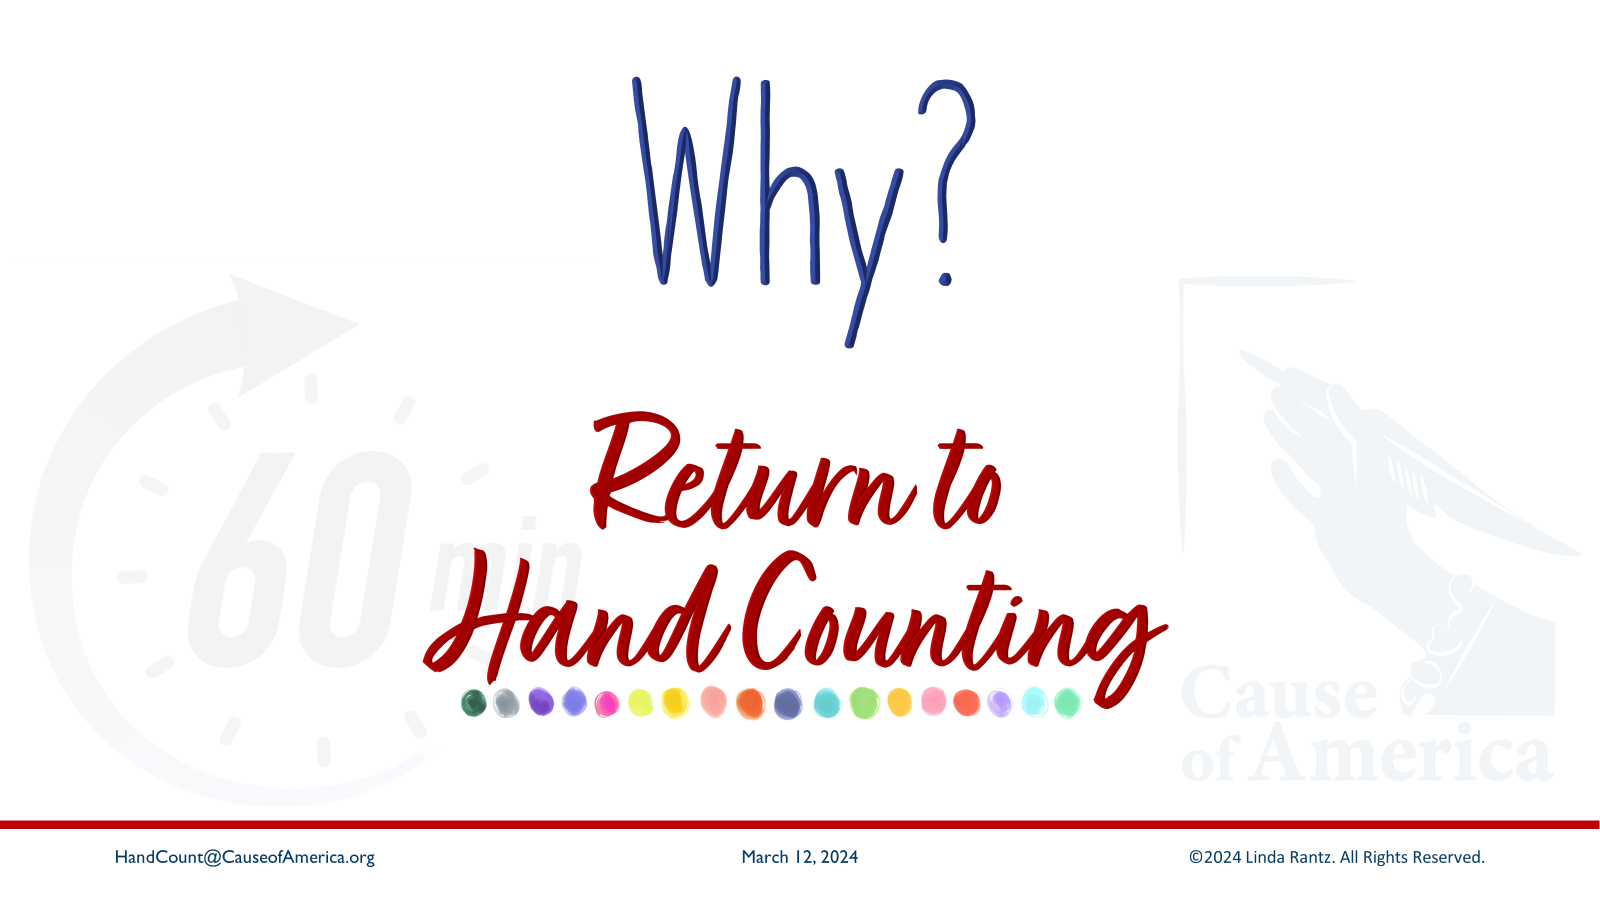 Why?
Return to
Hand Counting
60 min
Cause
of America
HandCount@CauseofAmerica.org
March 12, 2024
©2024 Linda Rantz. All Rights Reserved.